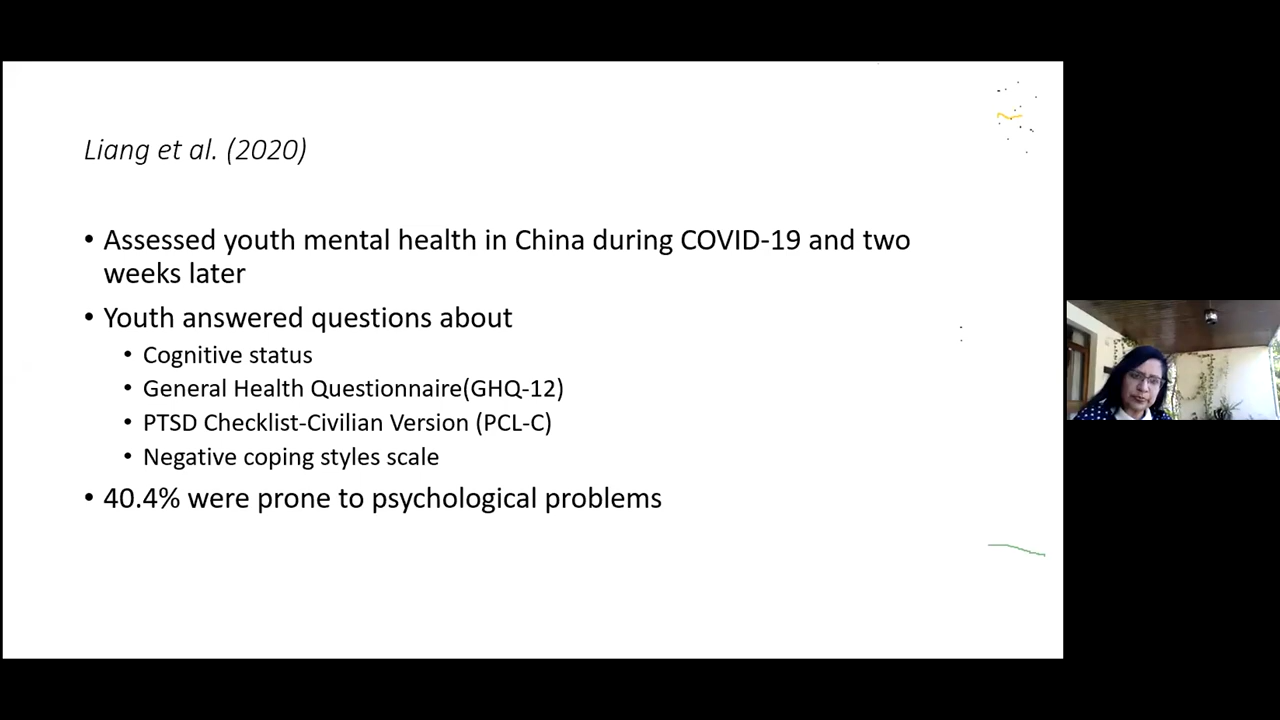 Liang et al. (2020)
• Assessed youth mental health in China during COVID-19 and two
weeks later
• Youth answered questions about
• Cognitive status
• General Health Questionnaire(GHQ-12)
• PTSD Checklist-Civilian Version (PCL-C)
• Negative coping styles scale
• 40.4% were prone to psychological problems